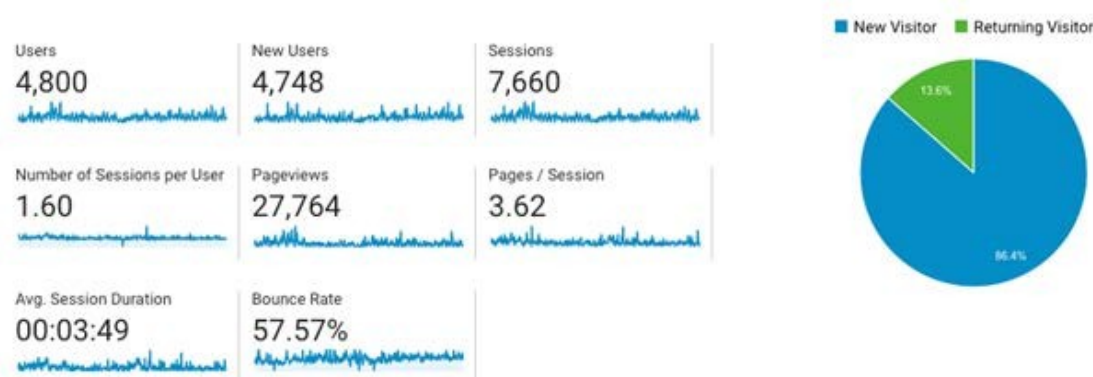 Users
4,800
New Users
4,748
Sessions
7,660
Number of Sessions per User
1.60
Pageviews
27,764
Pages / Session
3.62
Avg. Session Duration
00:03:49
Bounce Rate
57.57%
New Visitor
Returning Visitor
13.6%
86.4%